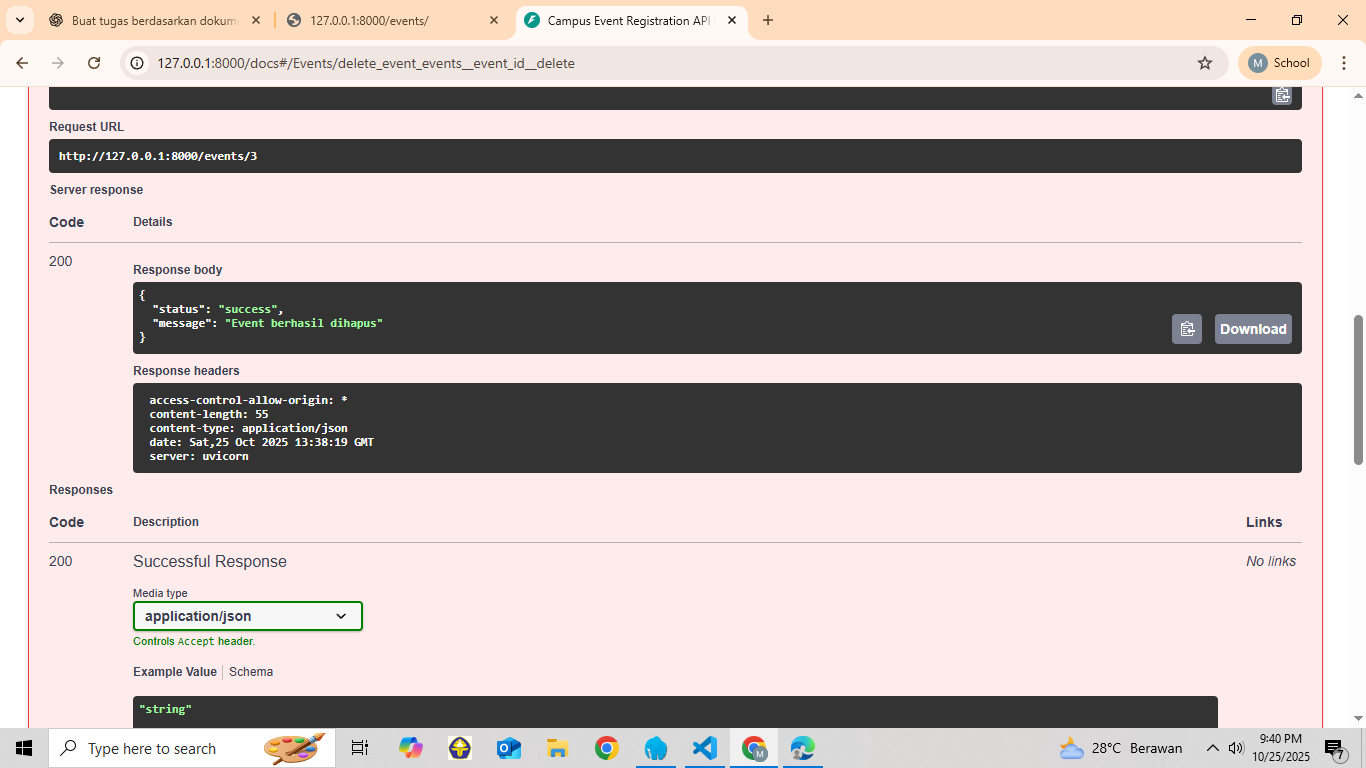 Buat tugas berdasarkan dokum
127.0.0.1:8000/events/
Campus Event Registration API
127.0.0.1:8000/docs#/Events/delete_event_events__event_id__delete
M School
Request URL
http://127.0.0.1:8000/events/3
Server response
Code Details
200
Response body
{
"status": "success",
"message": "Event berhasil dihapus"
}
Download
Response headers
access-control-allow-origin: *
content-length: 55
content-type: application/json
date: Sat,25 Oct 2025 13:38:19 GMT
server: uvicorn
Responses
Code Description Links
200 Successful Response No links
Media type
application/json
Controls Accept header.
Example Value Schema
"string"
Type here to search
M
28°C Berawan
9:40 PM
10/25/2025
7